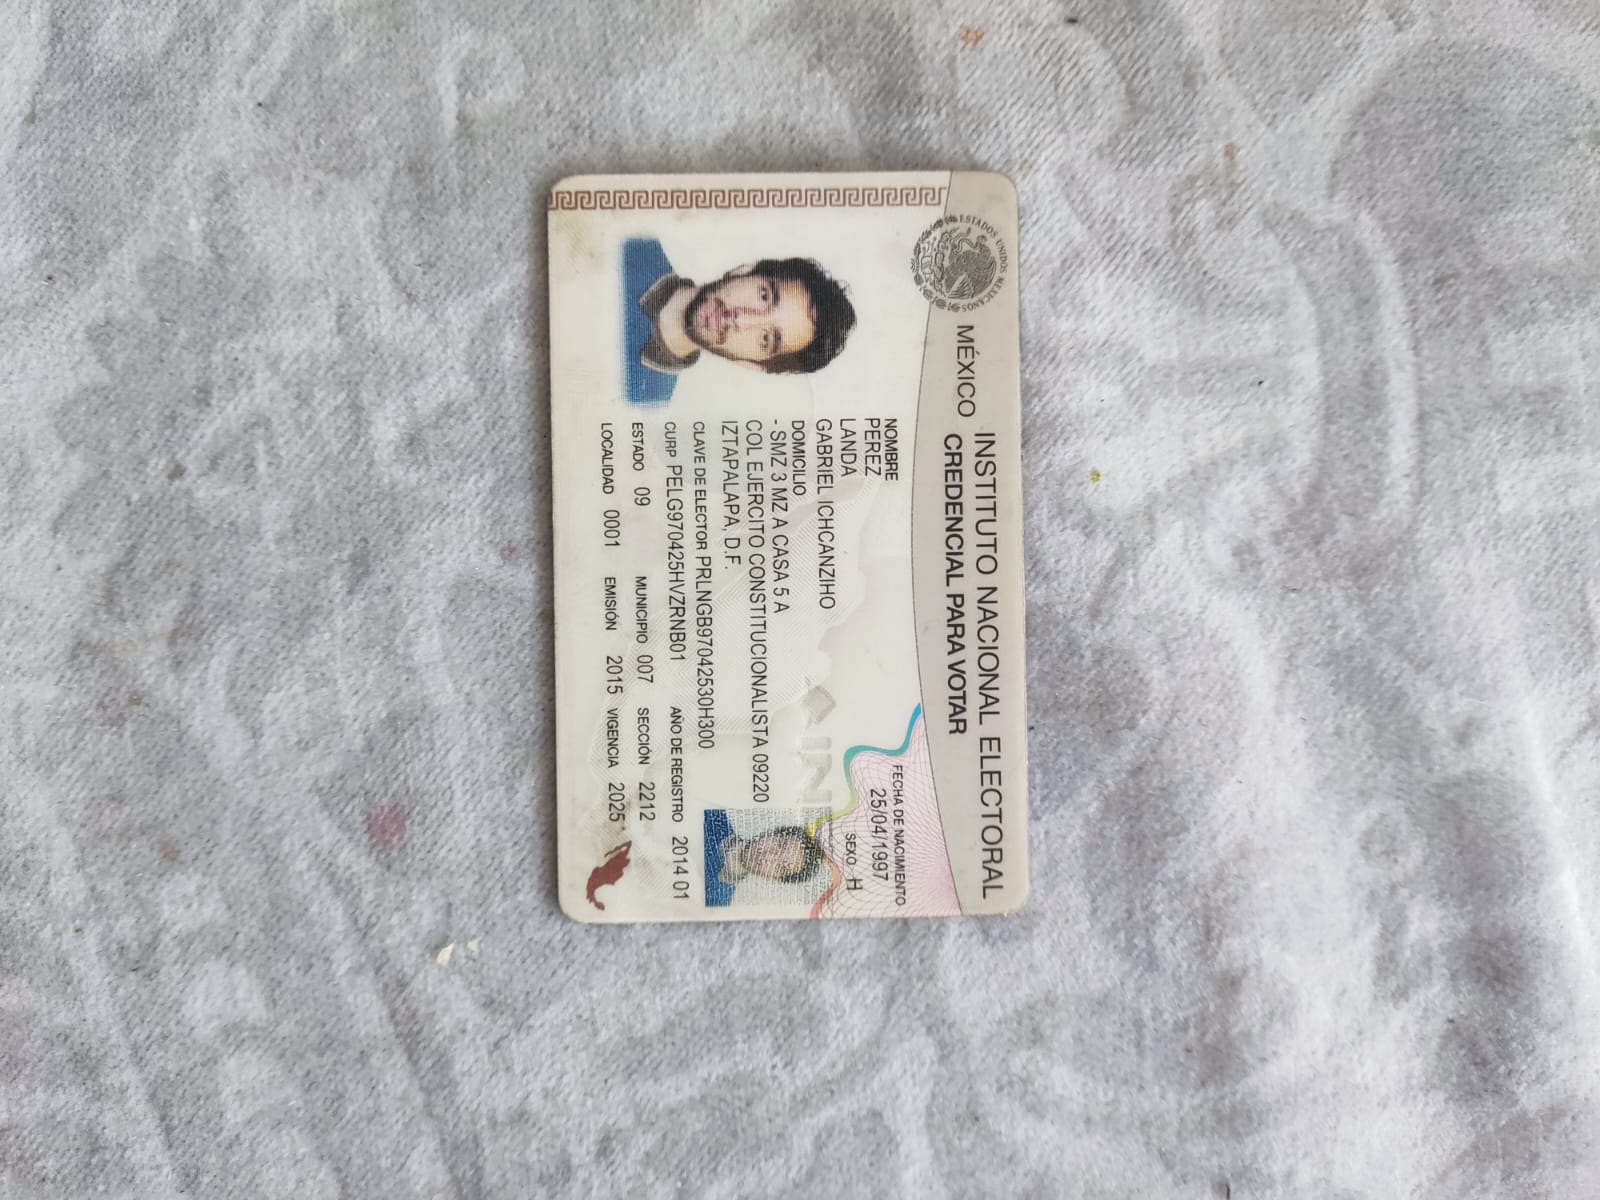 ESTADOS UNIDOS MEXICANOS
MÉXICO
INSTITUTO NACIONAL ELECTORAL
CREDENCIAL PARA VOTAR
NOMBRE
PEREZ
LANDA
GABRIEL ICHCANZIHO
FECHA DE NACIMIENTO
25/04/1997
SEXO H
DOMICILIO
- SMZ 3 MZ A CASA 5 A
COL EJERCITO CONSTITUCIONALISTA 09220
IZTAPALAPA, D.F.
INE
CLAVE DE ELECTOR PRLNGB97042530H300
CURP PELG970425HVZRNB01 AÑO DE REGISTRO 2014 01
ESTADO 09 MUNICIPIO 007 SECCIÓN 2212
LOCALIDAD 0001 EMISIÓN 2015 VIGENCIA 2025